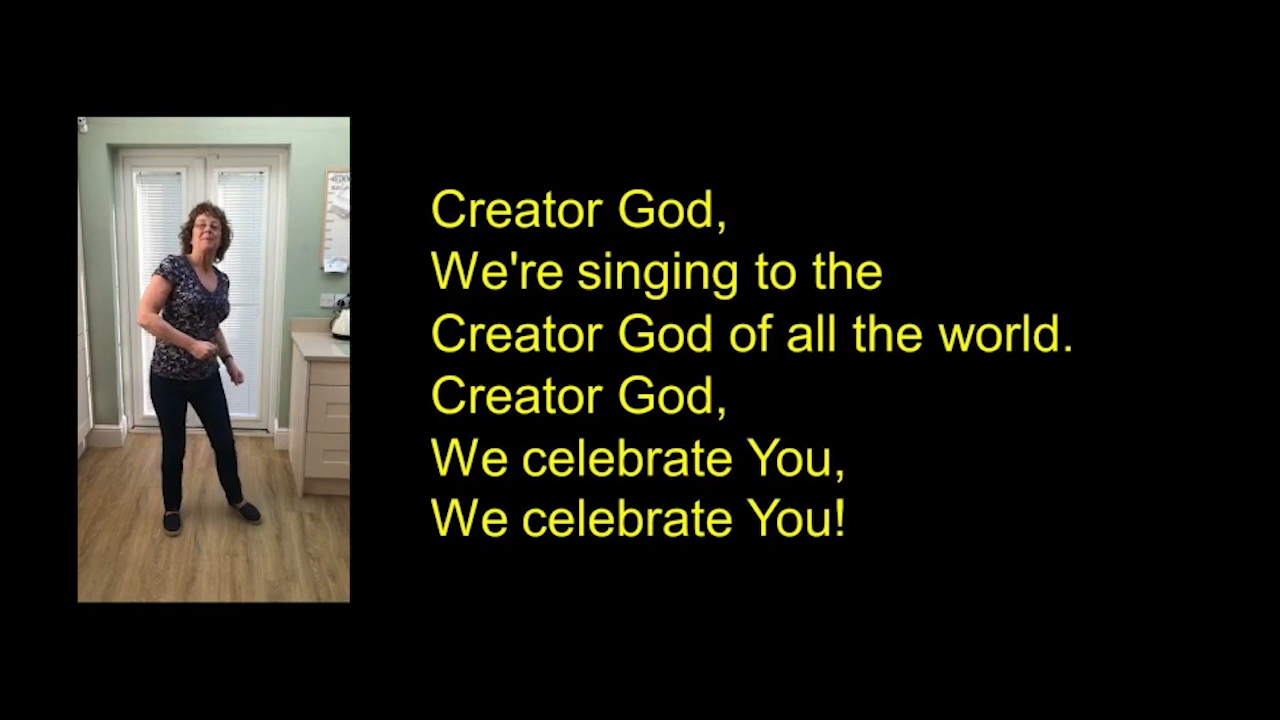 Creator God,
We're singing to the
Creator God of all the world.
Creator God,
We celebrate You,
We celebrate You!